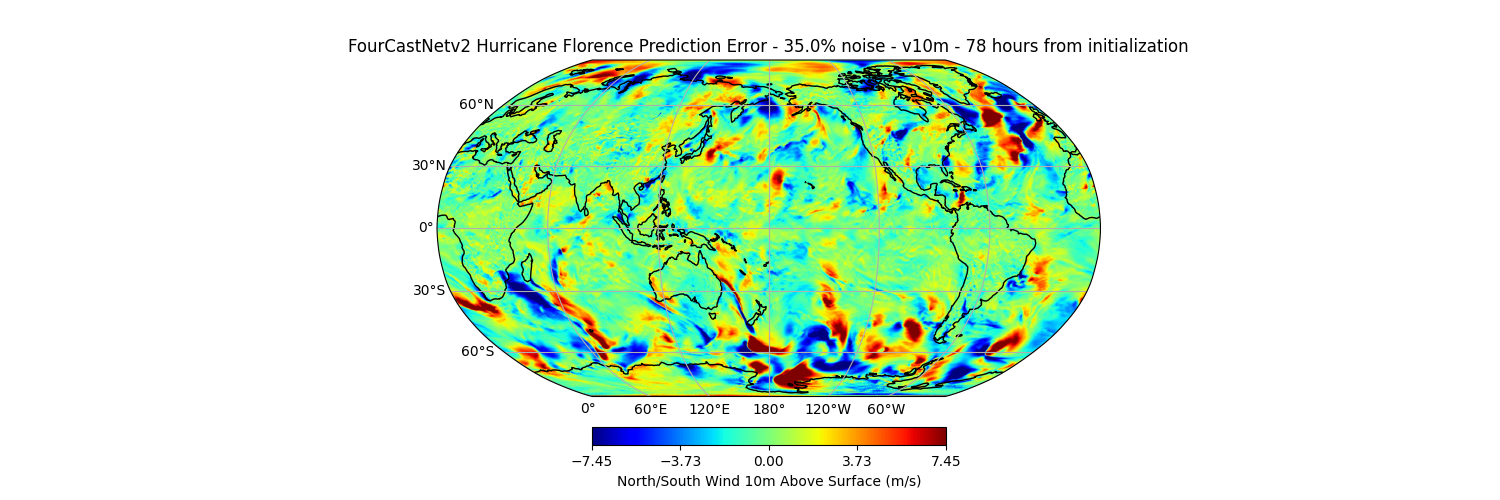 FourCastNetv2 Hurricane Florence Prediction Error - 35.0% noise - v10m - 78 hours from initialization
60°N
30°N
0°
30°S
60°S
0° 60°E 120°E 180° 120°W 60°W
−7.45 −3.73 0.00 3.73 7.45
North/South Wind 10m Above Surface (m/s)